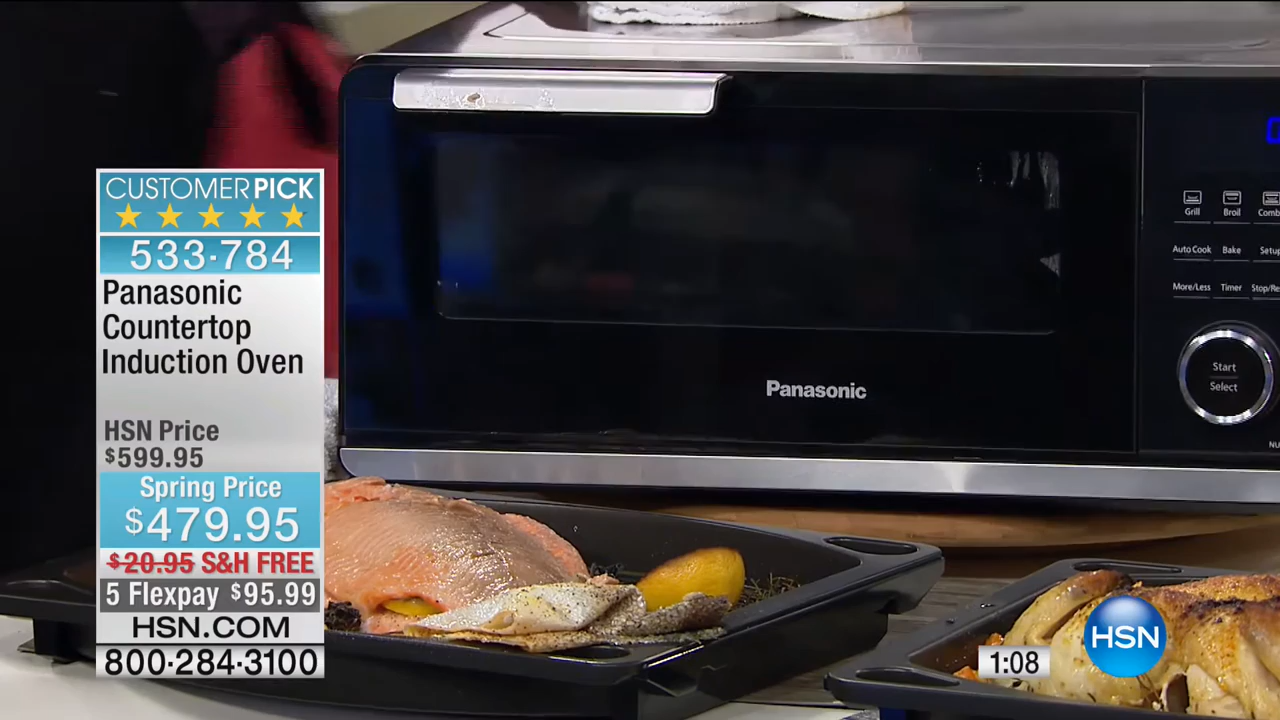 CUSTOMER PICK
533·784
Panasonic
Countertop
Induction Oven
HSN Price
$599.95
Spring Price
$479.95
$20.95 S&H FREE
5 Flexpay $95.99
HSN.COM
800·284·3100
Grill Broil
Auto Cook Bake Setup
More/Less Timer
Start
Select
Panasonic
HSN
1:08